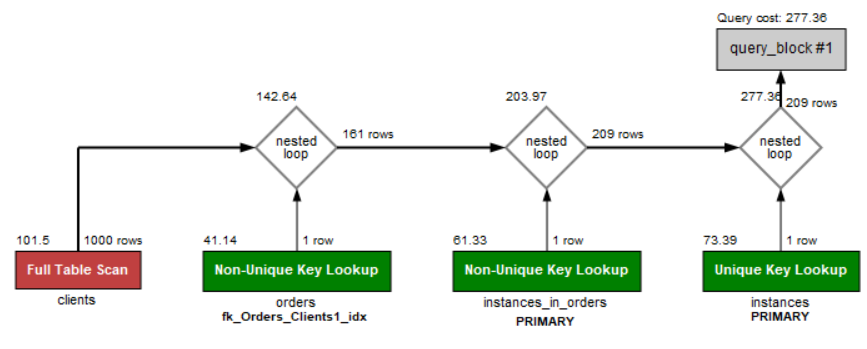 Query cost: 277.36
query_block #1
142.64
203.97
277.36
209 rows
nested
loop
161 rows
nested
loop
209 rows
nested
loop
101.5
1000 rows
41.14
1 row
61.33
1 row
73.39
1 row
Full Table Scan
Non-Unique Key Lookup
Non-Unique Key Lookup
Unique Key Lookup
clients
orders
instances_in_orders
instances
fk_Orders_Clients1_idx
PRIMARY
PRIMARY